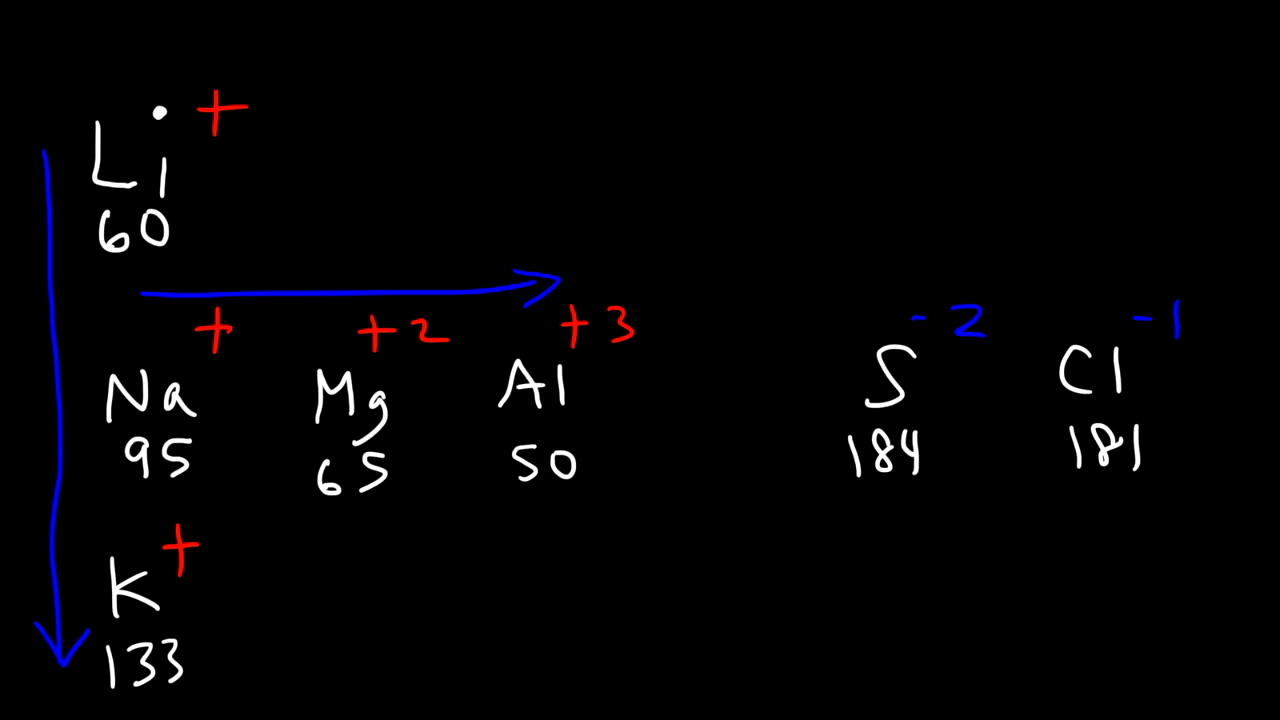 Li +
60
Na + Mg +2 Al +3 S -2 Cl -1
95 65 50 184 181
K +
133